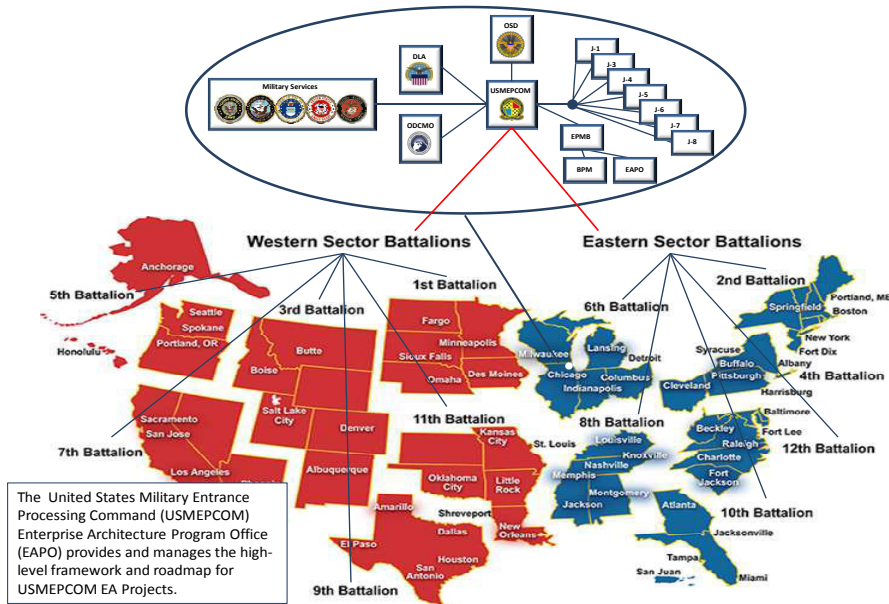 OSD
DLA
J-1
J-3
J-4
J-5
J-6
J-7
J-8
Military Services
USMEPCOM
ODCMO
EPMB
BPM
EAPO
Western Sector Battalions
Eastern Sector Battalions
Anchorage
5th Battalion
1st Battalion
3rd Battalion
6th Battalion
2nd Battalion
Seattle
Spokane
Portland, OR
Honolulu
Butte
Boise
Fargo
Minneapolis
Sioux Falls
Omaha
Des Moines
Milwaukee
Lansing
Detroit
Chicago
Indianapolis
Columbus
Portland, ME
Springfield
Boston
New York
Fort Dix
Syracuse
Albany
Buffalo
Pittsburgh
Cleveland
4th Battalion
Harrisburg
Sacramento
San Jose
Los Angeles
7th Battalion
Salt Lake
City
Denver
Albuquerque
11th Battalion
Kansas
City
St. Louis
Oklahoma
City
Little
Rock
8th Battalion
Louisville
Knoxville
Nashville
Memphis
Montgomery
Jackson
Baltimore
Fort Lee
Beckley
Raleigh
Charlotte
Fort
Jackson
12th Battalion
Amarillo
Shreveport
El Paso
Dallas
New
Orleans
Houston
San
Antonio
9th Battalion
Atlanta
10th Battalion
Jacksonville
Tampa
San Juan
Miami
The United States Military Entrance
Processing Command (USMEPCOM)
Enterprise Architecture Program Office
(EAPO) provides and manages the high-
level framework and roadmap for
USMEPCOM EA Projects.